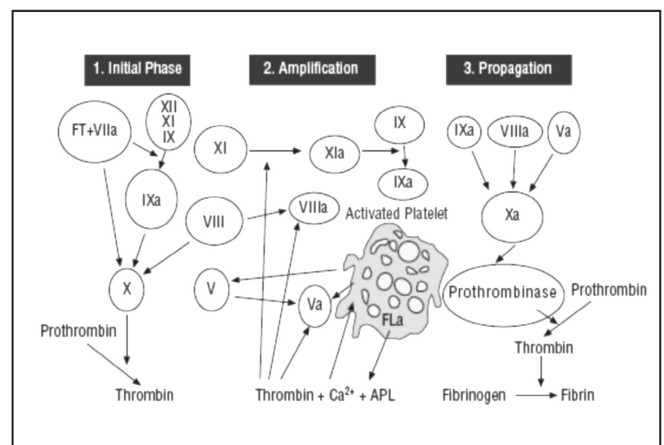 1. Initial Phase
2. Amplification
3. Propagation
FT+VIIa
XII
XI
IX
IXa
X
Prothrombin
Thrombin
XI
XIa
IX
IXa
VIII
VIIIa
Activated Platelet
V
Va
FLa
Thrombin + Ca²⁺ + APL
IXa
VIIIa
Va
Xa
Prothrombinase
Prothrombin
Thrombin
Fibrinogen
Fibrin